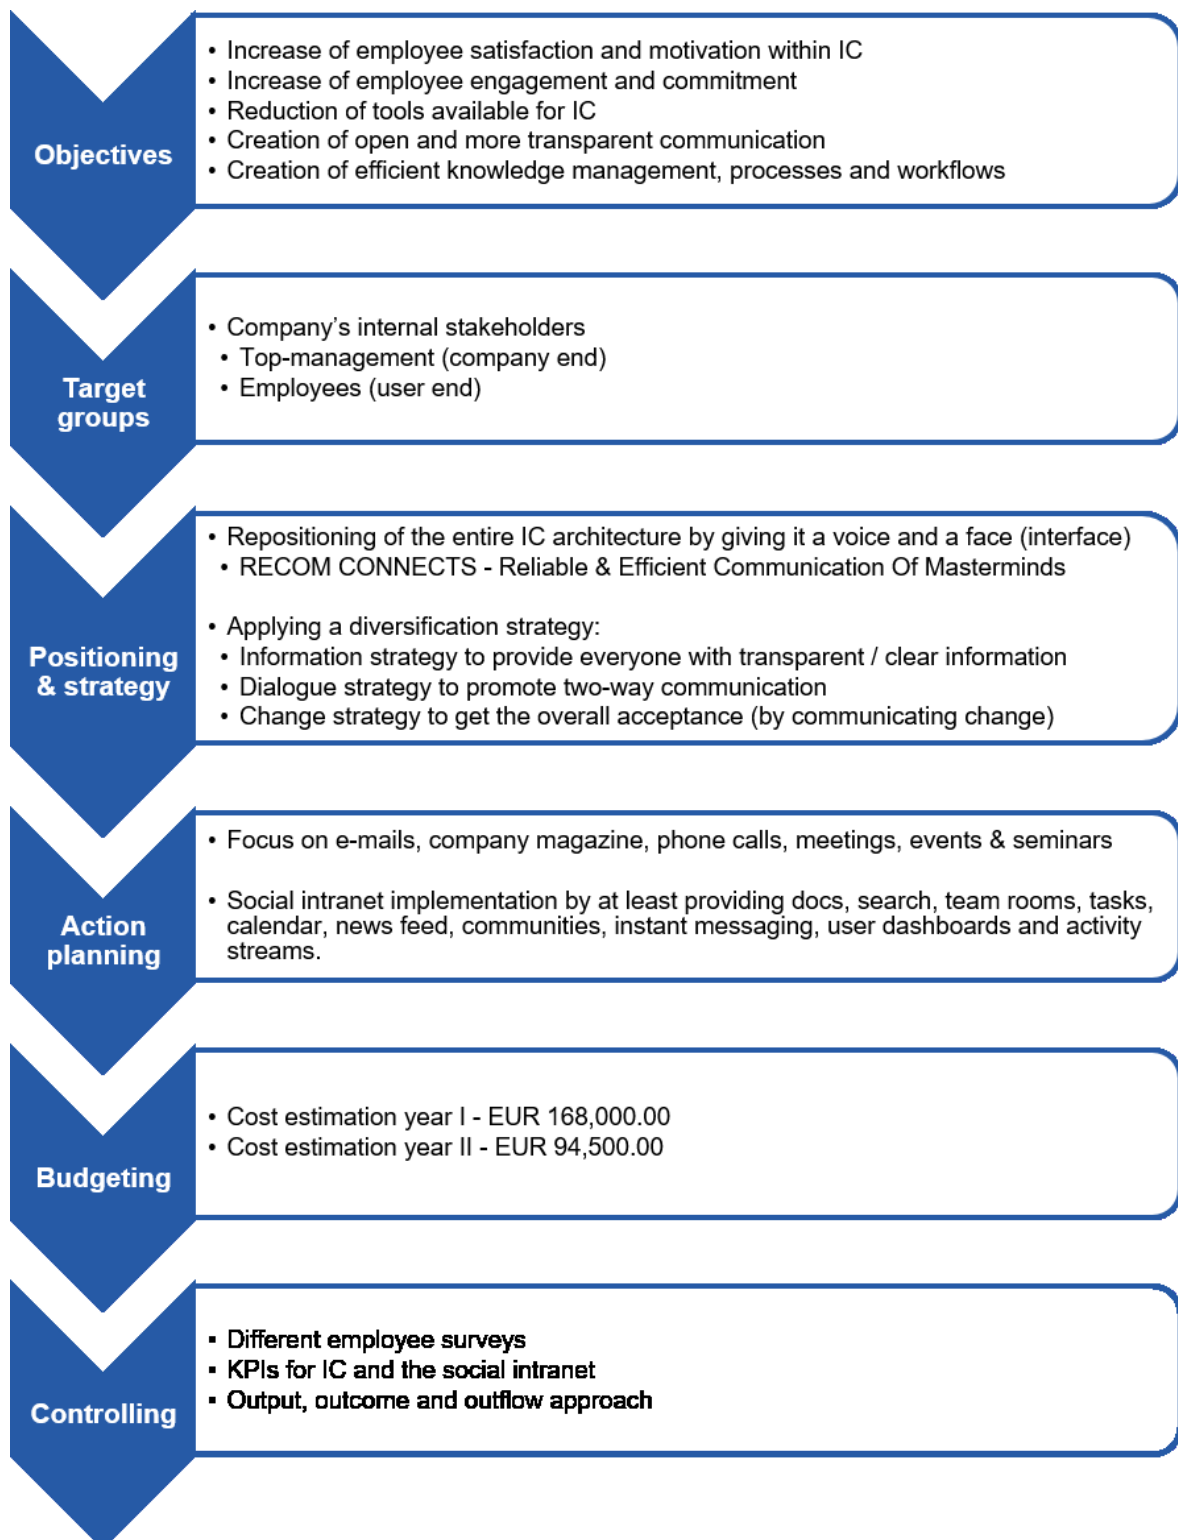 Objectives
• Increase of employee satisfaction and motivation within IC
• Increase of employee engagement and commitment
• Reduction of tools available for IC
• Creation of open and more transparent communication
• Creation of efficient knowledge management, processes and workflows
Target
groups
• Company’s internal stakeholders
• Top-management (company end)
• Employees (user end)
Positioning
& strategy
• Repositioning of the entire IC architecture by giving it a voice and a face (interface)
• RECOM CONNECTS - Reliable & Efficient Communication Of Masterminds
• Applying a diversification strategy:
• Information strategy to provide everyone with transparent / clear information
• Dialogue strategy to promote two-way communication
• Change strategy to get the overall acceptance (by communicating change)
Action
planning
• Focus on e-mails, company magazine, phone calls, meetings, events & seminars
• Social intranet implementation by at least providing docs, search, team rooms, tasks,
calendar, news feed, communities, instant messaging, user dashboards and activity
streams.
Budgeting
• Cost estimation year I - EUR 168,000.00
• Cost estimation year II - EUR 94,500.00
Controlling
▪ Different employee surveys
▪ KPIs for IC and the social intranet
▪ Output, outcome and outflow approach